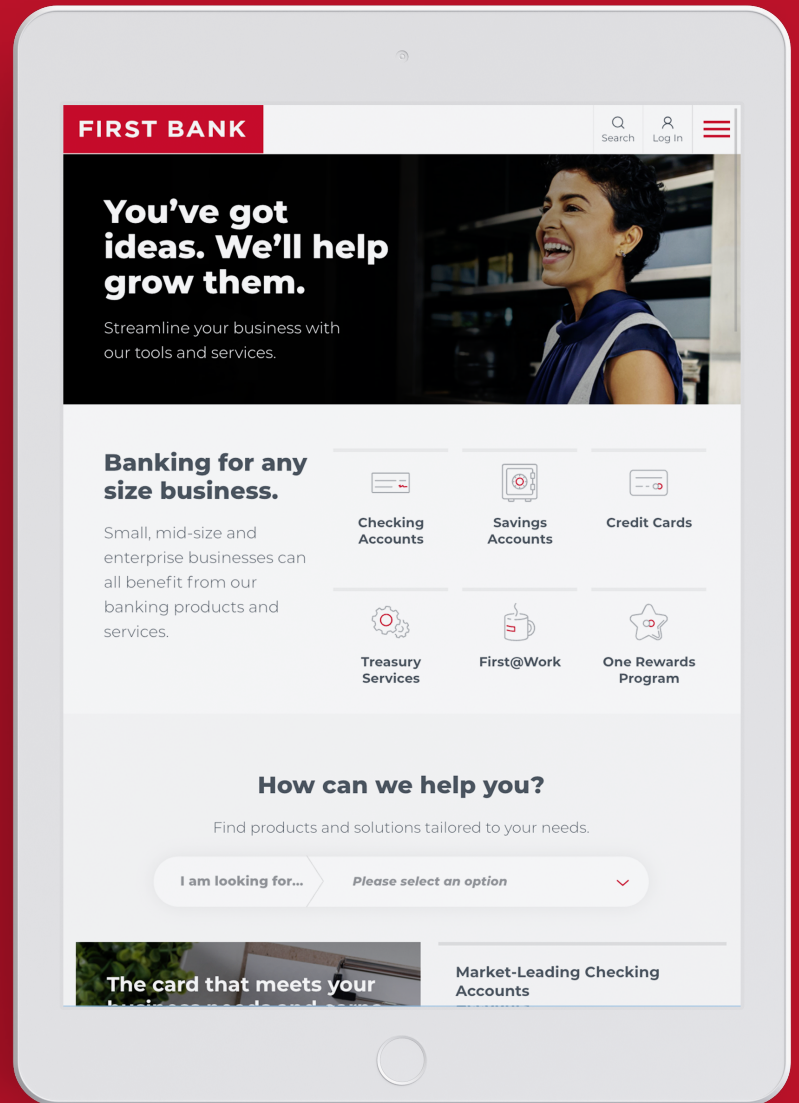 FIRST BANK
Search
Log In
You’ve got
ideas. We’ll help
grow them.
Streamline your business with
our tools and services.
Banking for any
size business.
Small, mid-size and
enterprise businesses can
all benefit from our
banking products and
services.
Checking
Accounts
Savings
Accounts
Credit Cards
Treasury
Services
First@Work
One Rewards
Program
How can we help you?
Find products and solutions tailored to your needs.
I am looking for...
Please select an option
The card that meets your
business needs and earns
Market-Leading Checking
Accounts